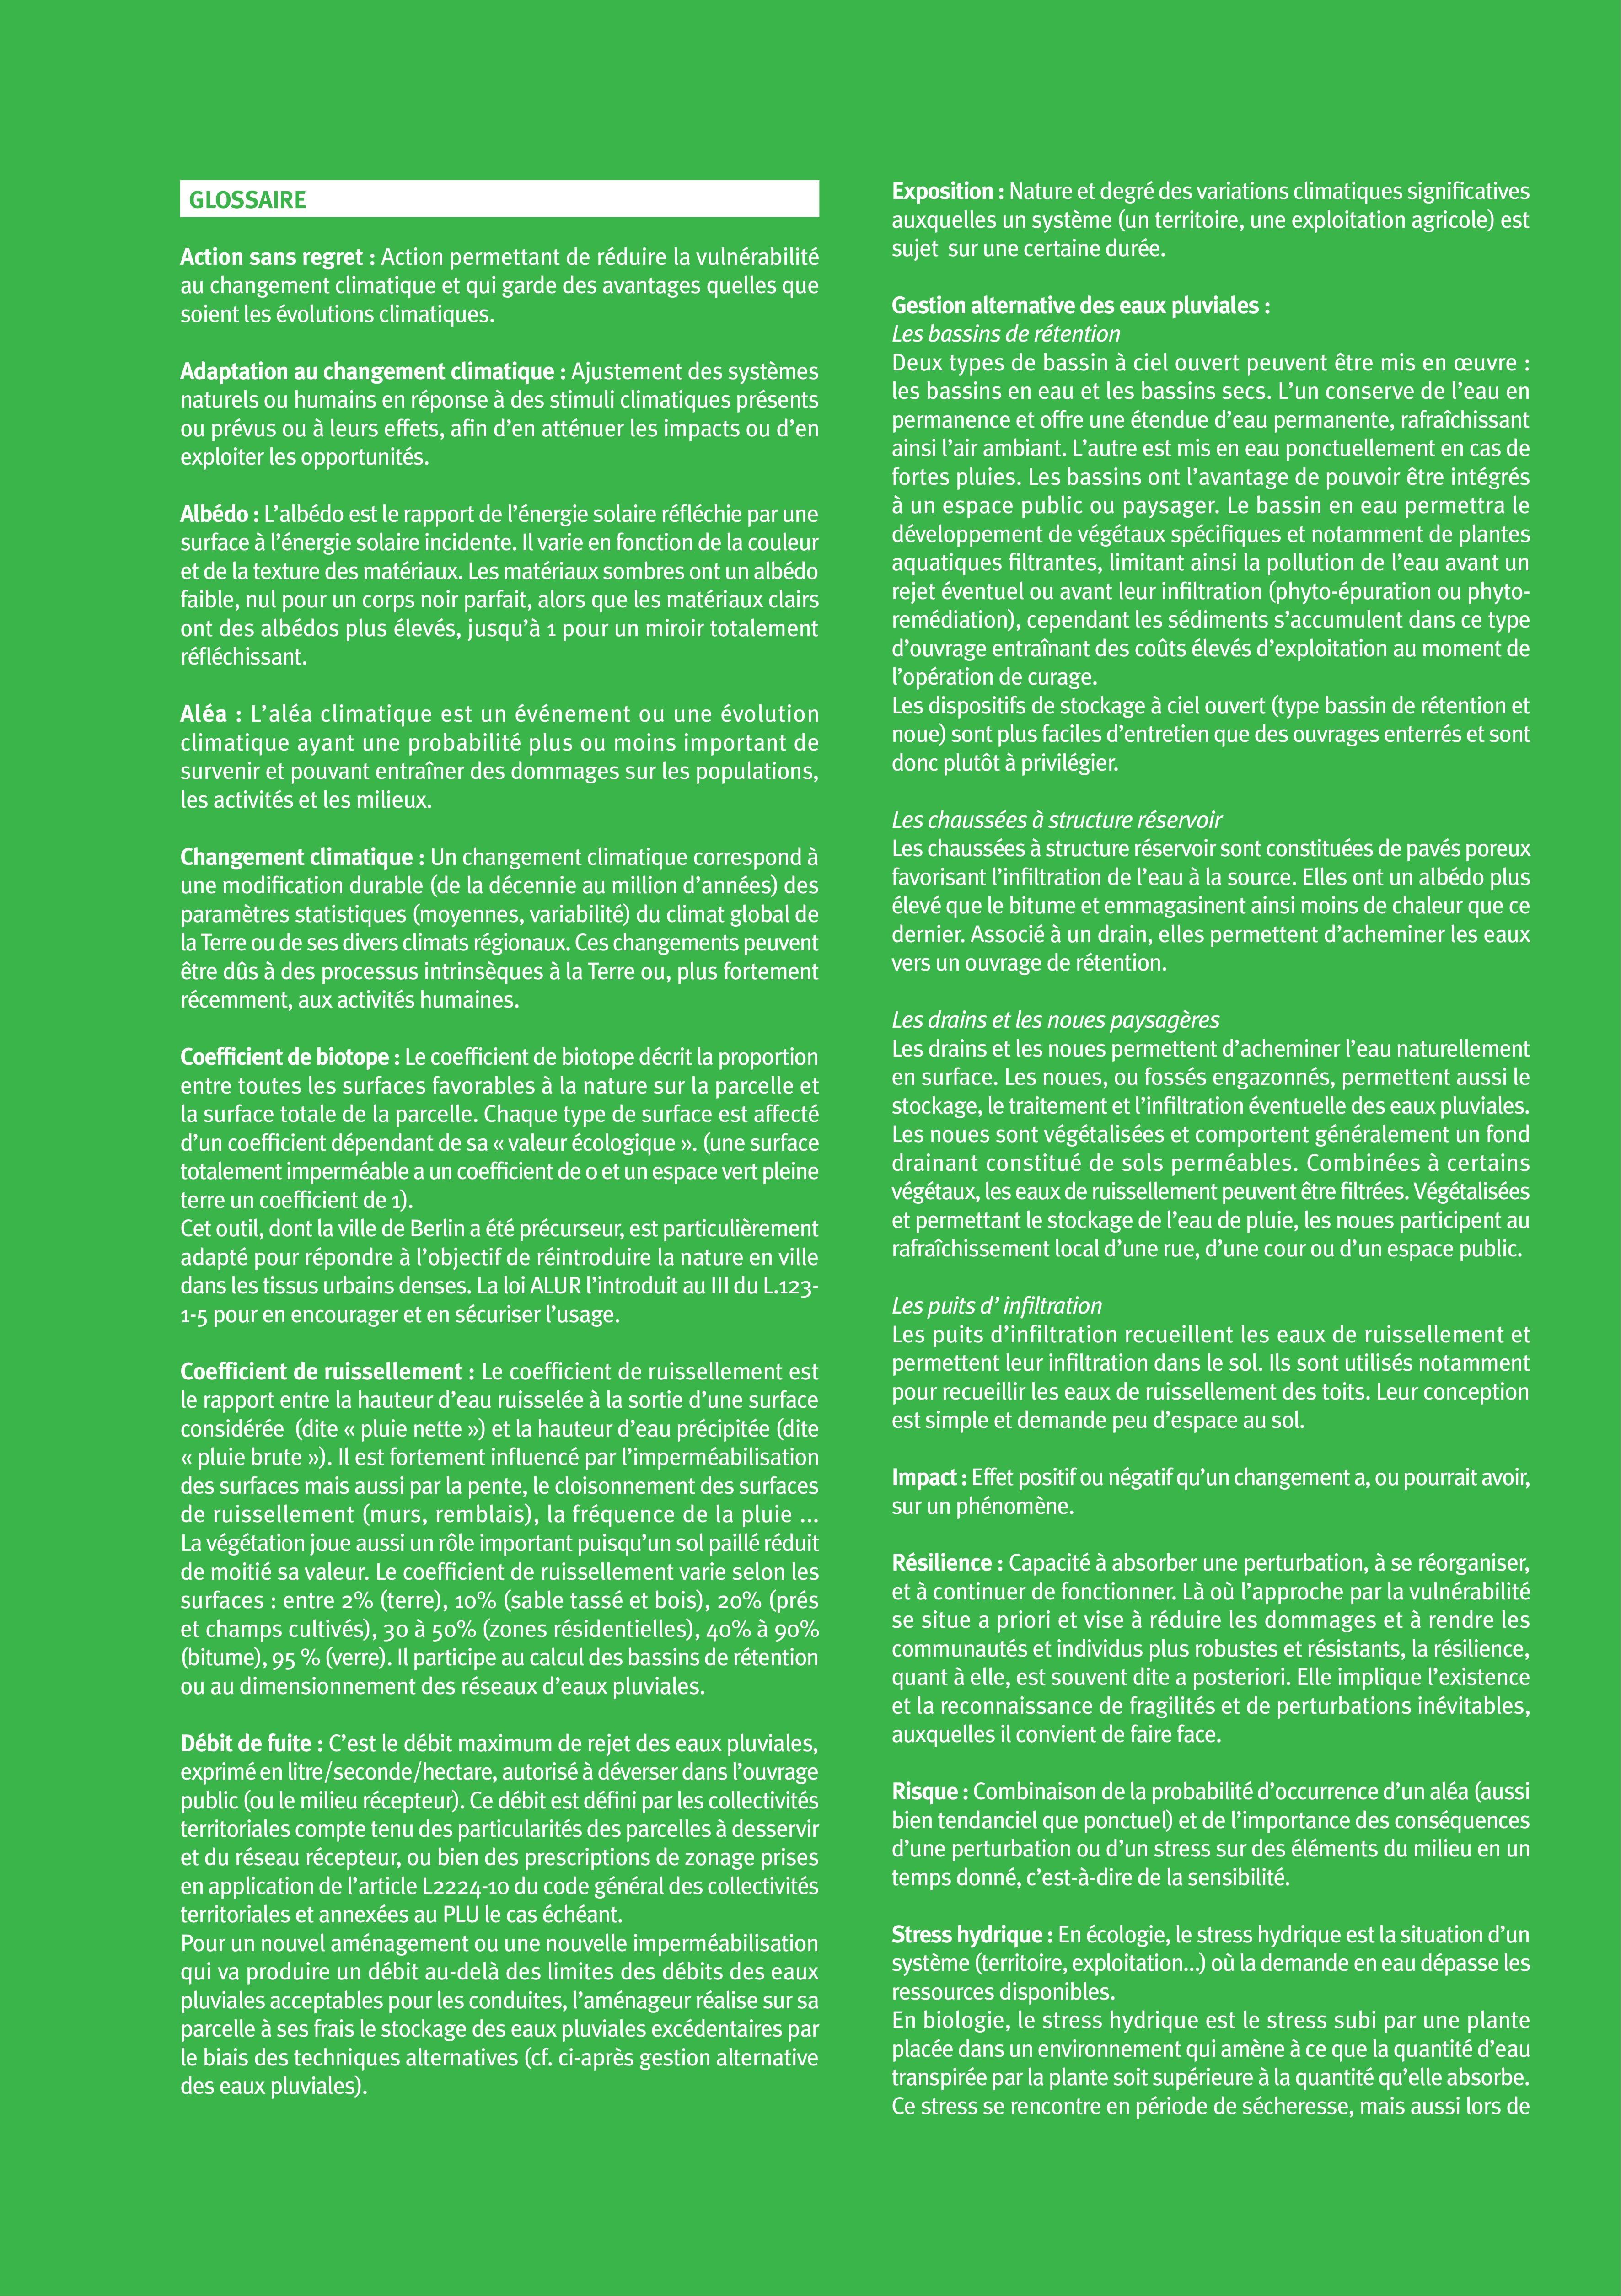 GLOSSAIRE
Action sans regret : Action permettant de réduire la vulnérabilité
au changement climatique et qui garde des avantages quelles que
soient les évolutions climatiques.
Adaptation au changement climatique : Ajustement des systèmes
naturels ou humains en réponse à des stimuli climatiques présents
ou prévus ou à leurs effets, afin d’en atténuer les impacts ou d’en
exploiter les opportunités.
Albédo : L’albédo est le rapport de l’énergie solaire réfléchie par une
surface à l’énergie solaire incidente. Il varie en fonction de la couleur
et de la texture des matériaux. Les matériaux sombres ont un albédo
faible, nul pour un corps noir parfait, alors que les matériaux clairs
ont des albédos plus élevés, jusqu’à 1 pour un miroir totalement
réfléchissant.
Aléa : L’aléa climatique est un événement ou une évolution
climatique ayant une probabilité plus ou moins important de
survenir et pouvant entraîner des dommages sur les populations,
les activités et les milieux.
Changement climatique : Un changement climatique correspond à
une modification durable (de la décennie au million d’années) des
paramètres statistiques (moyennes, variabilité) du climat global de
la Terre ou de ses divers climats régionaux. Ces changements peuvent
être dûs à des processus intrinsèques à la Terre ou, plus fortement
récemment, aux activités humaines.
Coefficient de biotope : Le coefficient de biotope décrit la proportion
entre toutes les surfaces favorables à la nature sur la parcelle et
la surface totale de la parcelle. Chaque type de surface est affecté
d’un coefficient dépendant de sa « valeur écologique ». (une surface
totalement imperméable a un coefficient de 0 et un espace vert pleine
terre un coefficient de 1).
Cet outil, dont la ville de Berlin a été précurseur, est particulièrement
adapté pour répondre à l’objectif de réintroduire la nature en ville
dans les tissus urbains denses. La loi ALUR l’introduit au III du L.123-
1-5 pour en encourager et en sécuriser l’usage.
Coefficient de ruissellement : Le coefficient de ruissellement est
le rapport entre la hauteur d’eau ruisselée à la sortie d’une surface
considérée (dite « pluie nette ») et la hauteur d’eau précipitée (dite
« pluie brute »). Il est fortement influencé par l’imperméabilisation
des surfaces mais aussi par la pente, le cloisonnement des surfaces
de ruissellement (murs, remblais), la fréquence de la pluie ...
La végétation joue aussi un rôle important puisqu’un sol paillé réduit
de moitié sa valeur. Le coefficient de ruissellement varie selon les
surfaces : entre 2% (terre), 10% (sable tassé et bois), 20% (prés
et champs cultivés), 30 à 50% (zones résidentielles), 40% à 90%
(bitume), 95 % (verre). Il participe au calcul des bassins de rétention
ou au dimensionnement des réseaux d’eaux pluviales.
Débit de fuite : C’est le débit maximum de rejet des eaux pluviales,
exprimé en litre/seconde/hectare, autorisé à déverser dans l’ouvrage
public (ou le milieu récepteur). Ce débit est défini par les collectivités
territoriales compte tenu des particularités des parcelles à desservir
et du réseau récepteur, ou bien des prescriptions de zonage prises
en application de l’article L2224-10 du code général des collectivités
territoriales et annexées au PLU le cas échéant.
Pour un nouvel aménagement ou une nouvelle imperméabilisation
qui va produire un débit au-delà des limites des débits des eaux
pluviales acceptables pour les conduites, l’aménageur réalise sur sa
parcelle à ses frais le stockage des eaux pluviales excédentaires par
le biais des techniques alternatives (cf. ci-après gestion alternative
des eaux pluviales).
Exposition : Nature et degré des variations climatiques significatives
auxquelles un système (un territoire, une exploitation agricole) est
sujet sur une certaine durée.
Gestion alternative des eaux pluviales :
Les bassins de rétention
Deux types de bassin à ciel ouvert peuvent être mis en œuvre :
les bassins en eau et les bassins secs. L’un conserve de l’eau en
permanence et offre une étendue d’eau permanente, rafraîchissant
ainsi l’air ambiant. L’autre est mis en eau ponctuellement en cas de
fortes pluies. Les bassins ont l’avantage de pouvoir être intégrés
à un espace public ou paysager. Le bassin en eau permettra le
développement de végétaux spécifiques et notamment de plantes
aquatiques filtrantes, limitant ainsi la pollution de l’eau avant un
rejet éventuel ou avant leur infiltration (phyto-épuration ou phyto-
remédiation), cependant les sédiments s’accumulent dans ce type
d’ouvrage entraînant des coûts élevés d’exploitation au moment de
l’opération de curage.
Les dispositifs de stockage à ciel ouvert (type bassin de rétention et
noue) sont plus faciles d’entretien que des ouvrages enterrés et sont
donc plutôt à privilégier.
Les chaussées à structure réservoir
Les chaussées à structure réservoir sont constituées de pavés poreux
favorisant l’infiltration de l’eau à la source. Elles ont un albédo plus
élevé que le bitume et emmagasinent ainsi moins de chaleur que ce
dernier. Associé à un drain, elles permettent d’acheminer les eaux
vers un ouvrage de rétention.
Les drains et les noues paysagères
Les drains et les noues permettent d’acheminer l’eau naturellement
en surface. Les noues, ou fossés engazonnés, permettent aussi le
stockage, le traitement et l’infiltration éventuelle des eaux pluviales.
Les noues sont végétalisées et comportent généralement un fond
drainant constitué de sols perméables. Combinées à certains
végétaux, les eaux de ruissellement peuvent être filtrées. Végétalisées
et permettant le stockage de l’eau de pluie, les noues participent au
rafraîchissement local d’une rue, d’une cour ou d’un espace public.
Les puits d’ infiltration
Les puits d’infiltration recueillent les eaux de ruissellement et
permettent leur infiltration dans le sol. Ils sont utilisés notamment
pour recueillir les eaux de ruissellement des toits. Leur conception
est simple et demande peu d’espace au sol.
Impact : Effet positif ou négatif qu’un changement a, ou pourrait avoir,
sur un phénomène.
Résilience : Capacité à absorber une perturbation, à se réorganiser,
et à continuer de fonctionner. Là où l’approche par la vulnérabilité
se situe a priori et vise à réduire les dommages et à rendre les
communautés et individus plus robustes et résistants, la résilience,
quant à elle, est souvent dite a posteriori. Elle implique l’existence
et la reconnaissance de fragilités et de perturbations inévitables,
auxquelles il convient de faire face.
Risque : Combinaison de la probabilité d’occurrence d’un aléa (aussi
bien tendanciel que ponctuel) et de l’importance des conséquences
d’une perturbation ou d’un stress sur des éléments du milieu en un
temps donné, c’est-à-dire de la sensibilité.
Stress hydrique : En écologie, le stress hydrique est la situation d’un
système (territoire, exploitation...) où la demande en eau dépasse les
ressources disponibles.
En biologie, le stress hydrique est le stress subi par une plante
placée dans un environnement qui amène à ce que la quantité d’eau
transpirée par la plante soit supérieure à la quantité qu’elle absorbe.
Ce stress se rencontre en période de sécheresse, mais aussi lors de